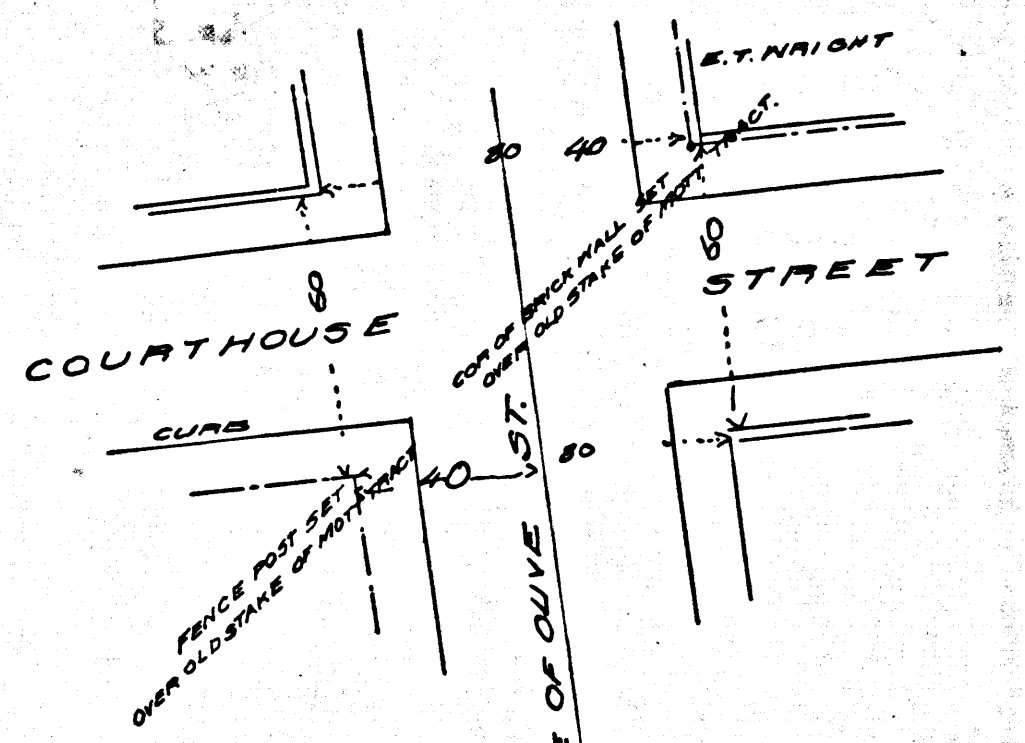 E.T. WRIGHT
80 40
COR OF BRICK WALL SET
OVER OLD STAKE OF MOTT TRACT.
60
STREET
60
COURTHOUSE
CURB
40
80
FENCE POST SET
OVER OLD STAKE OF MOTT TRACT
OF OLIVE ST.